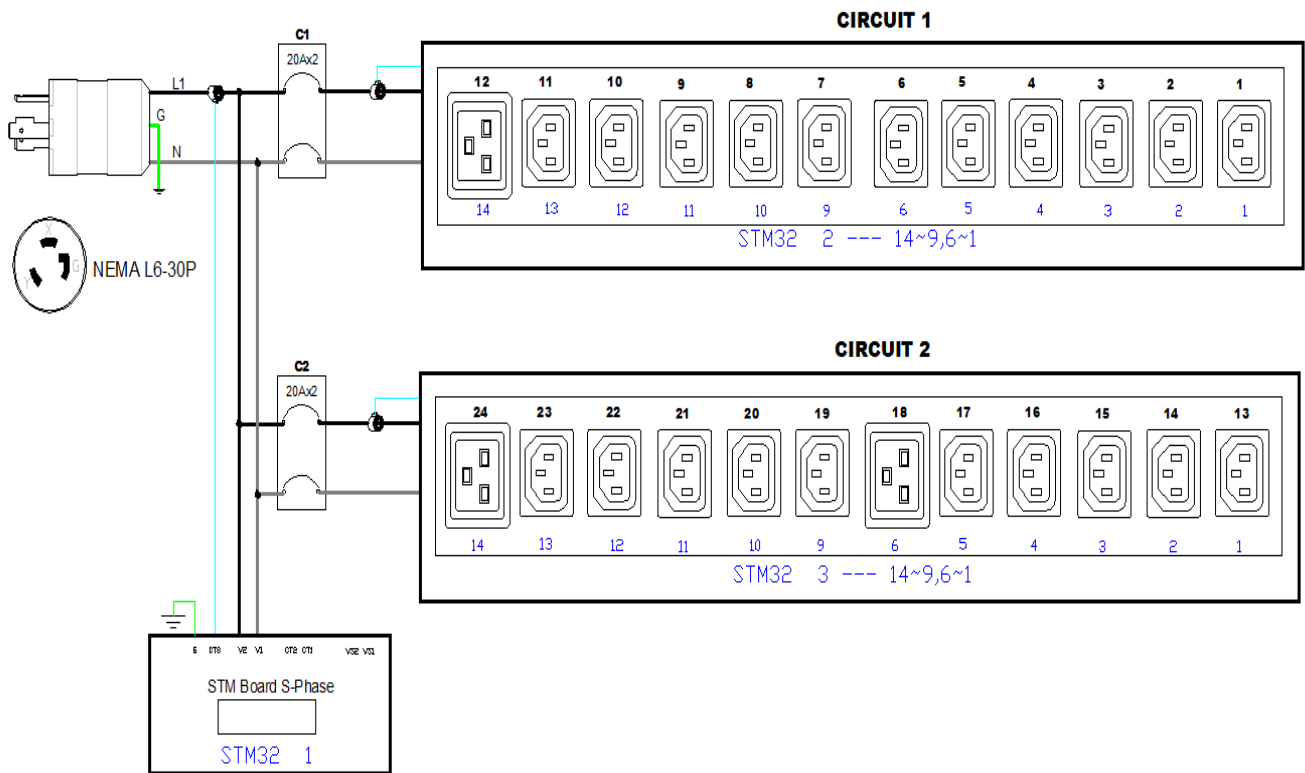 CIRCUIT 1
C1
20Ax2
L1
G
N
12 11 10 9 8 7 6 5 4 3 2 1
14 13 12 11 10 9 6 5 4 3 2 1
STM32 2 --- 14~9,6~1
X
Y
G
NEMA L6-30P
CIRCUIT 2
C2
20Ax2
24 23 22 21 20 19 18 17 16 15 14 13
14 13 12 11 10 9 6 5 4 3 2 1
STM32 3 --- 14~9,6~1
V2 V1 CT2 CT1 VS2 VS1
STM Board S-Phase
STM32 1